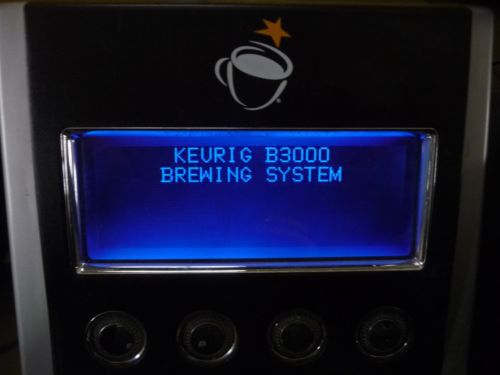 KEURIG B3000
BREWING SYSTEM